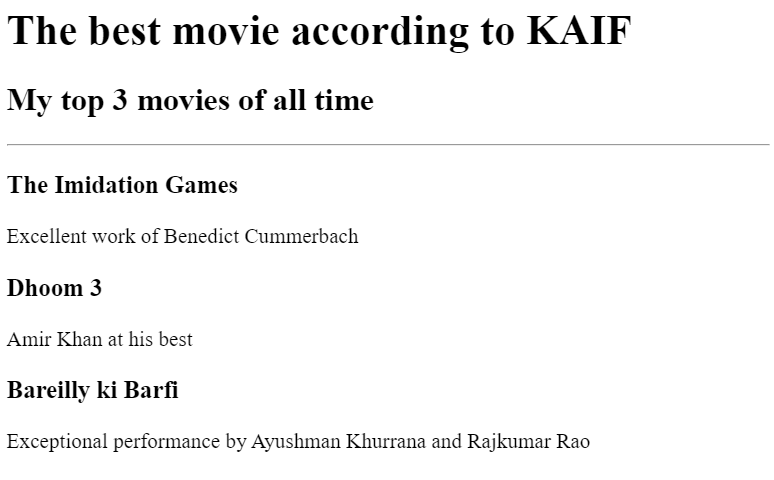 The best movie according to KAIF
My top 3 movies of all time
The Imidation Games
Excellent work of Benedict Cummerbach
Dhoom 3
Amir Khan at his best
Bareilly ki Barfi
Exceptional performance by Ayushman Khurrana and Rajkumar Rao